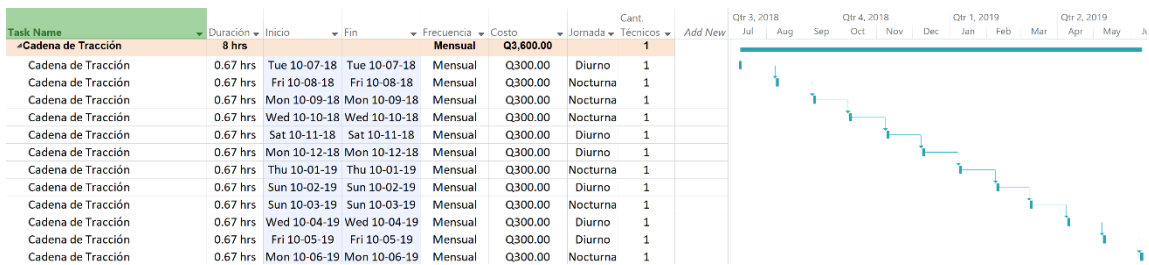 Cant. Qtr 3, 2018 Qtr 4, 2018 Qtr 1, 2019 Qtr 2, 2019
Task Name Duración Inicio Fin Frecuencia Costo Jornada Técnicos Add New Jul Aug Sep Oct Nov Dec Jan Feb Mar Apr May
Cadena de Tracción 8 hrs Mensual Q3,600.00 1
Cadena de Tracción 0.67 hrs Tue 10-07-18 Tue 10-07-18 Mensual Q300.00 Diurno 1
Cadena de Tracción 0.67 hrs Fri 10-08-18 Fri 10-08-18 Mensual Q300.00 Nocturna 1
Cadena de Tracción 0.67 hrs Mon 10-09-18 Mon 10-09-18 Mensual Q300.00 Nocturna 1
Cadena de Tracción 0.67 hrs Wed 10-10-18 Wed 10-10-18 Mensual Q300.00 Nocturna 1
Cadena de Tracción 0.67 hrs Sat 10-11-18 Sat 10-11-18 Mensual Q300.00 Diurno 1
Cadena de Tracción 0.67 hrs Mon 10-12-18 Mon 10-12-18 Mensual Q300.00 Diurno 1
Cadena de Tracción 0.67 hrs Thu 10-01-19 Thu 10-01-19 Mensual Q300.00 Nocturna 1
Cadena de Tracción 0.67 hrs Sun 10-02-19 Sun 10-02-19 Mensual Q300.00 Diurno 1
Cadena de Tracción 0.67 hrs Sun 10-03-19 Sun 10-03-19 Mensual Q300.00 Nocturna 1
Cadena de Tracción 0.67 hrs Wed 10-04-19 Wed 10-04-19 Mensual Q300.00 Diurno 1
Cadena de Tracción 0.67 hrs Fri 10-05-19 Fri 10-05-19 Mensual Q300.00 Diurno 1
Cadena de Tracción 0.67 hrs Mon 10-06-19 Mon 10-06-19 Mensual Q300.00 Nocturna 1